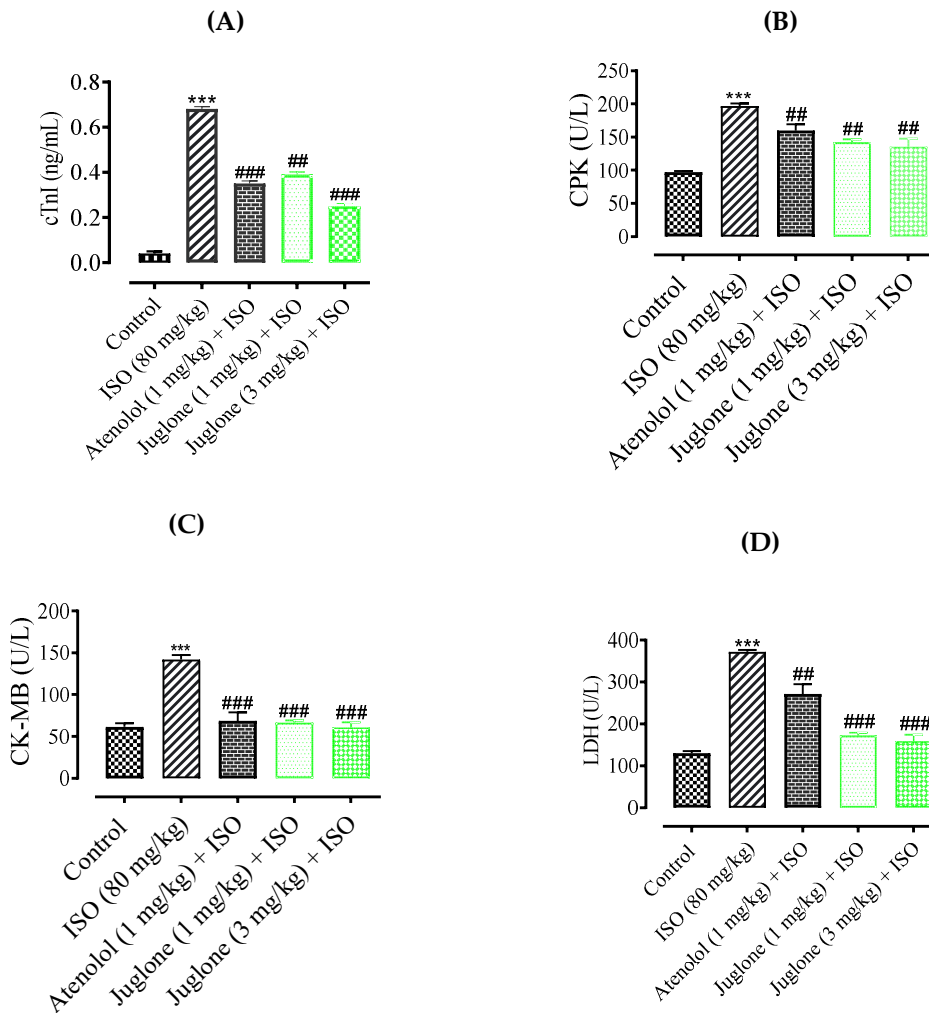 (A)
cTnI (ng/mL)
0.8
0.6
0.4
0.2
0.0
***
###
##
###
Control
ISO (80 mg/kg)
Atenolol (1 mg/kg) + ISO
Juglone (1 mg/kg) + ISO
Juglone (3 mg/kg) + ISO
(B)
CPK (U/L)
250
200
150
100
50
0
***
##
##
##
Control
ISO (80 mg/kg)
Atenolol (1 mg/kg) + ISO
Juglone (1 mg/kg) + ISO
Juglone (3 mg/kg) + ISO
(C)
CK-MB (U/L)
200
150
100
50
0
***
###
###
###
Control
ISO (80 mg/kg)
Atenolol (1 mg/kg) + ISO
Juglone (1 mg/kg) + ISO
Juglone (3 mg/kg) + ISO
(D)
LDH (U/L)
400
300
200
100
0
***
##
###
###
Control
ISO (80 mg/kg)
Atenolol (1 mg/kg) + ISO
Juglone (1 mg/kg) + ISO
Juglone (3 mg/kg) + ISO